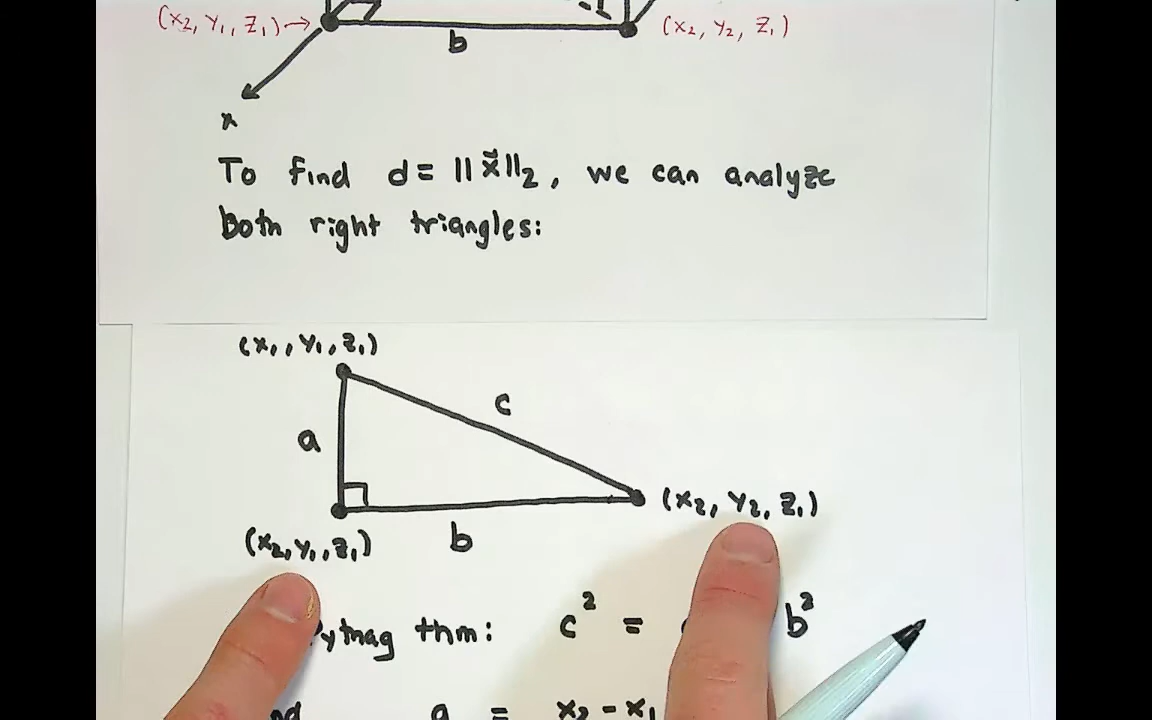 (x₂, y₁, z₁) → (x₂, y₂, z₁)
b
x
To find d = ||x̃||₂, we can analyze
both right triangles:
(x₁, y₁, z₁)
c
a
(x₂, y₂, z₁)
(x₂, y₁, z₁) b
thm: c² = b²
a = x₂ - x₁